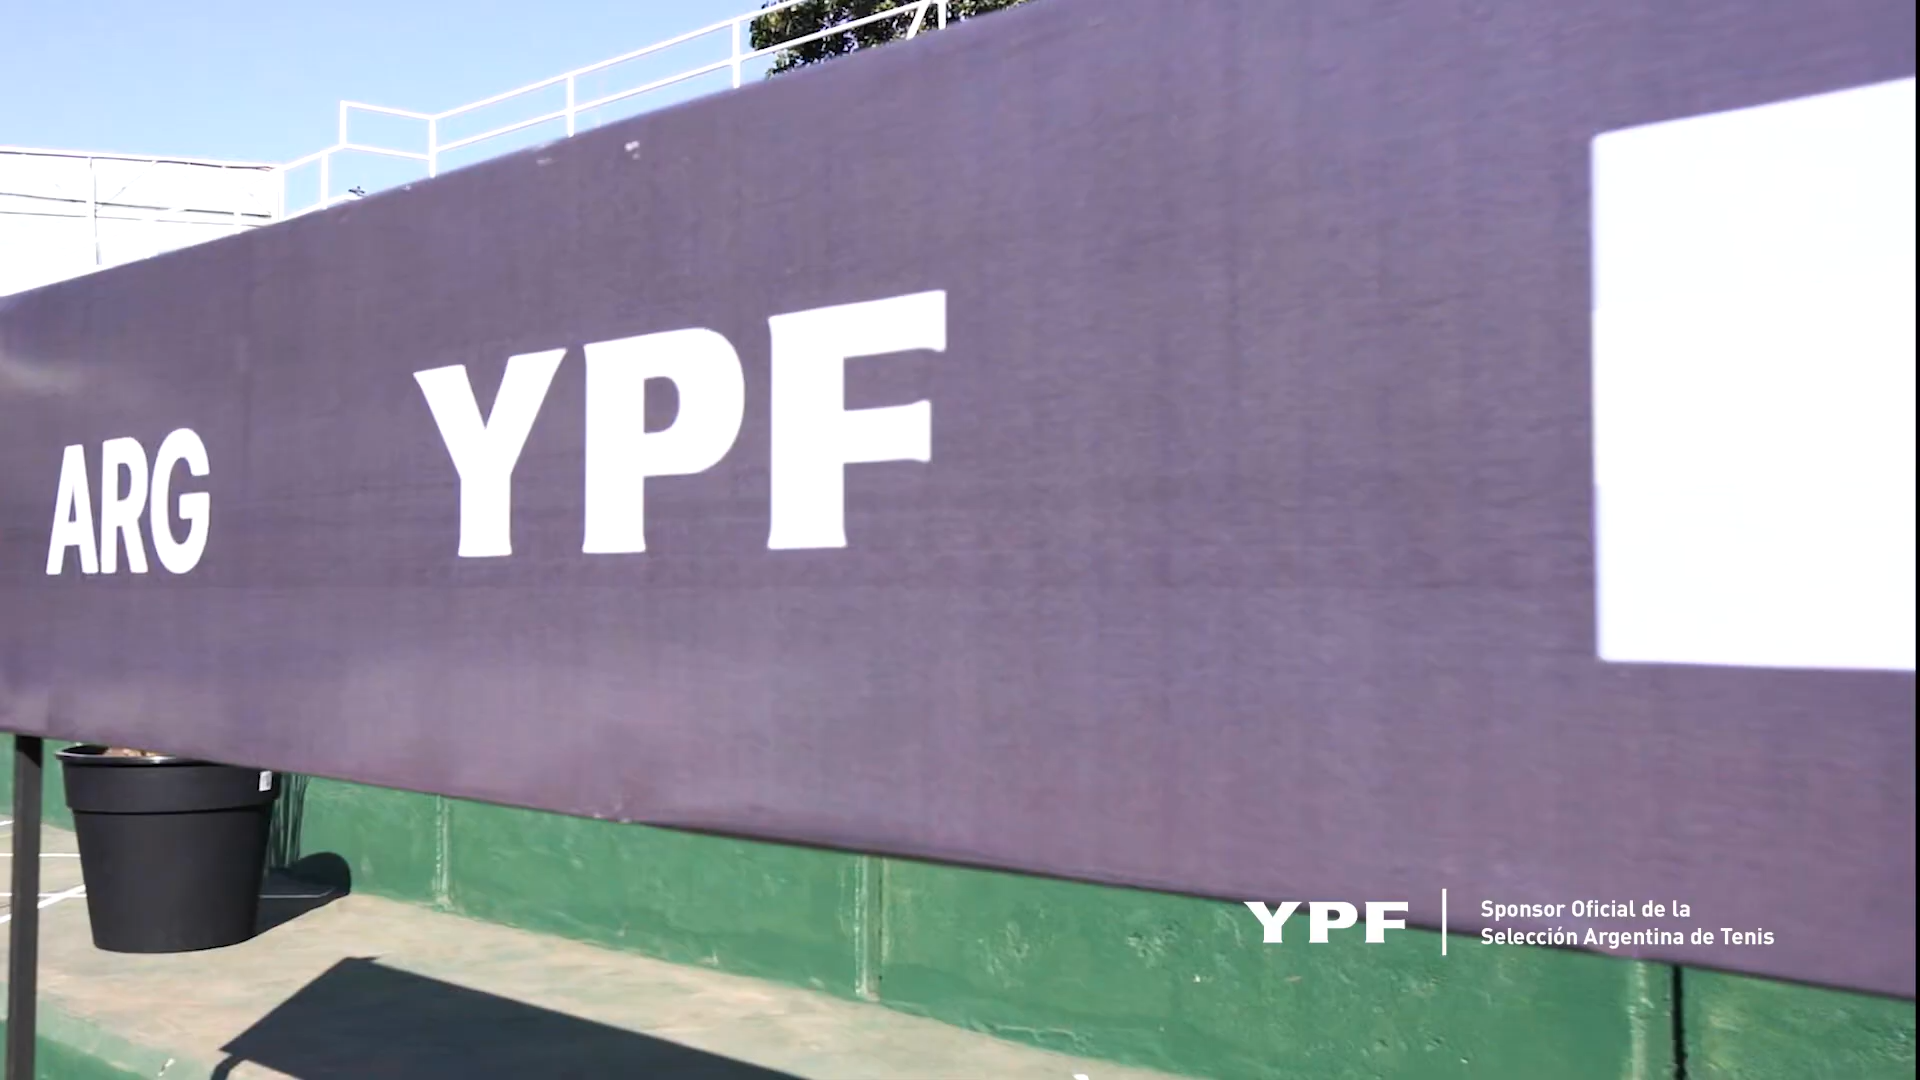 ARG
YPF
YPF
Sponsor Oficial de la
Selección Argentina de Tenis